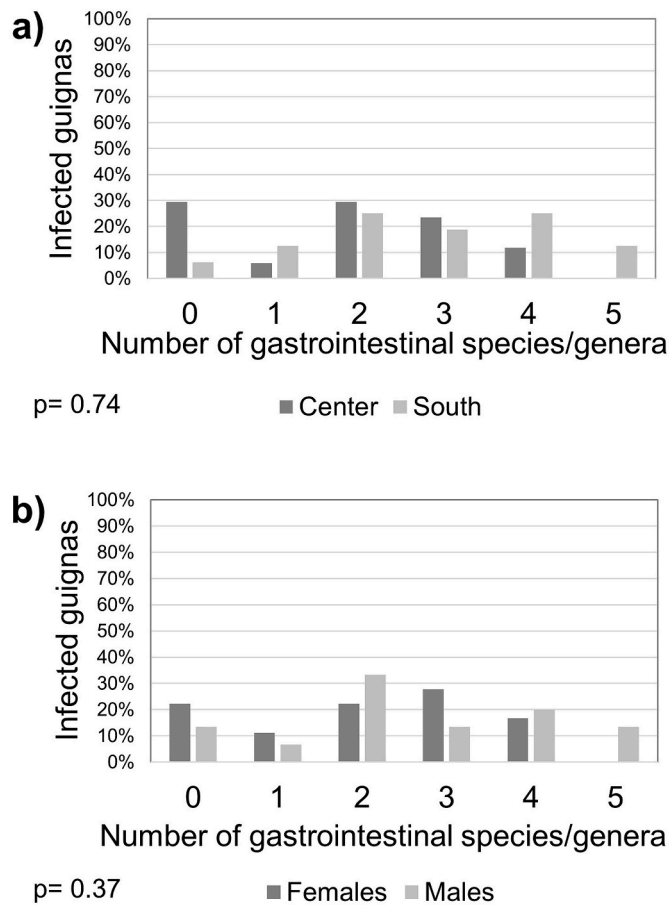 a)
Infected guignas
100%
90%
80%
70%
60%
50%
40%
30%
20%
10%
0%
0 1 2 3 4 5
Number of gastrointestinal species/genera
p= 0.74
Center South
b)
Infected guignas
100%
90%
80%
70%
60%
50%
40%
30%
20%
10%
0%
0 1 2 3 4 5
Number of gastrointestinal species/genera
p= 0.37
Females Males